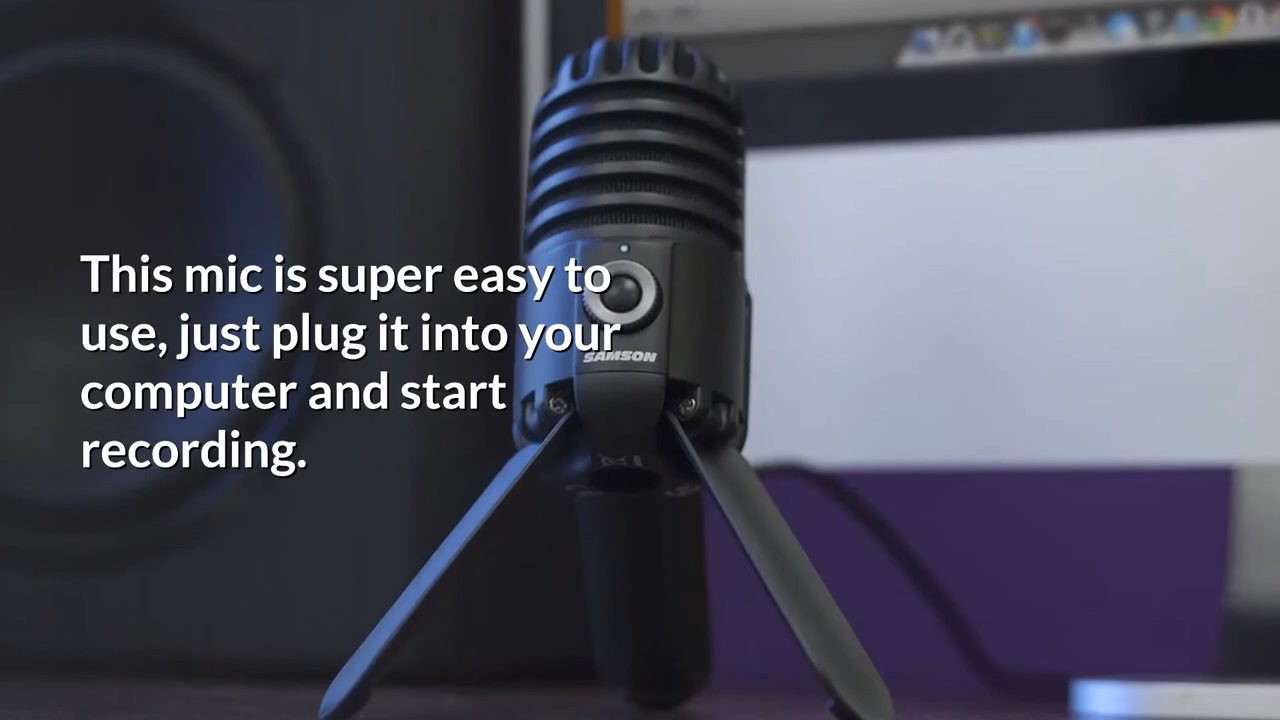 This mic is super easy to
use, just plug it into your
SAMSON
computer and start
recording.